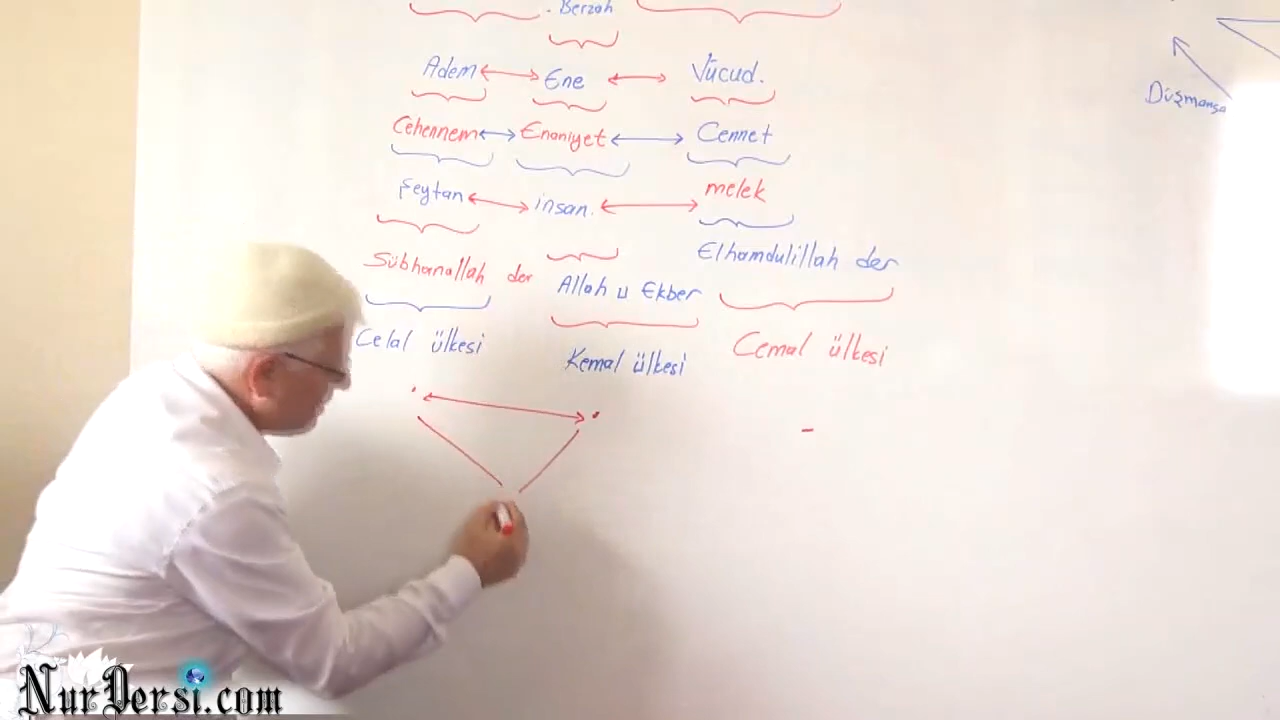 . Berzah
Adem Ene Vücud.
Düşmansa
Cehennem Enaniyet Cennet
Şeytan insan. melek
Sübhanallah der Allah u Ekber Elhamdulillah der
Celal ülkesi Kemal ülkesi Cemal ülkesi
NurDersi.com